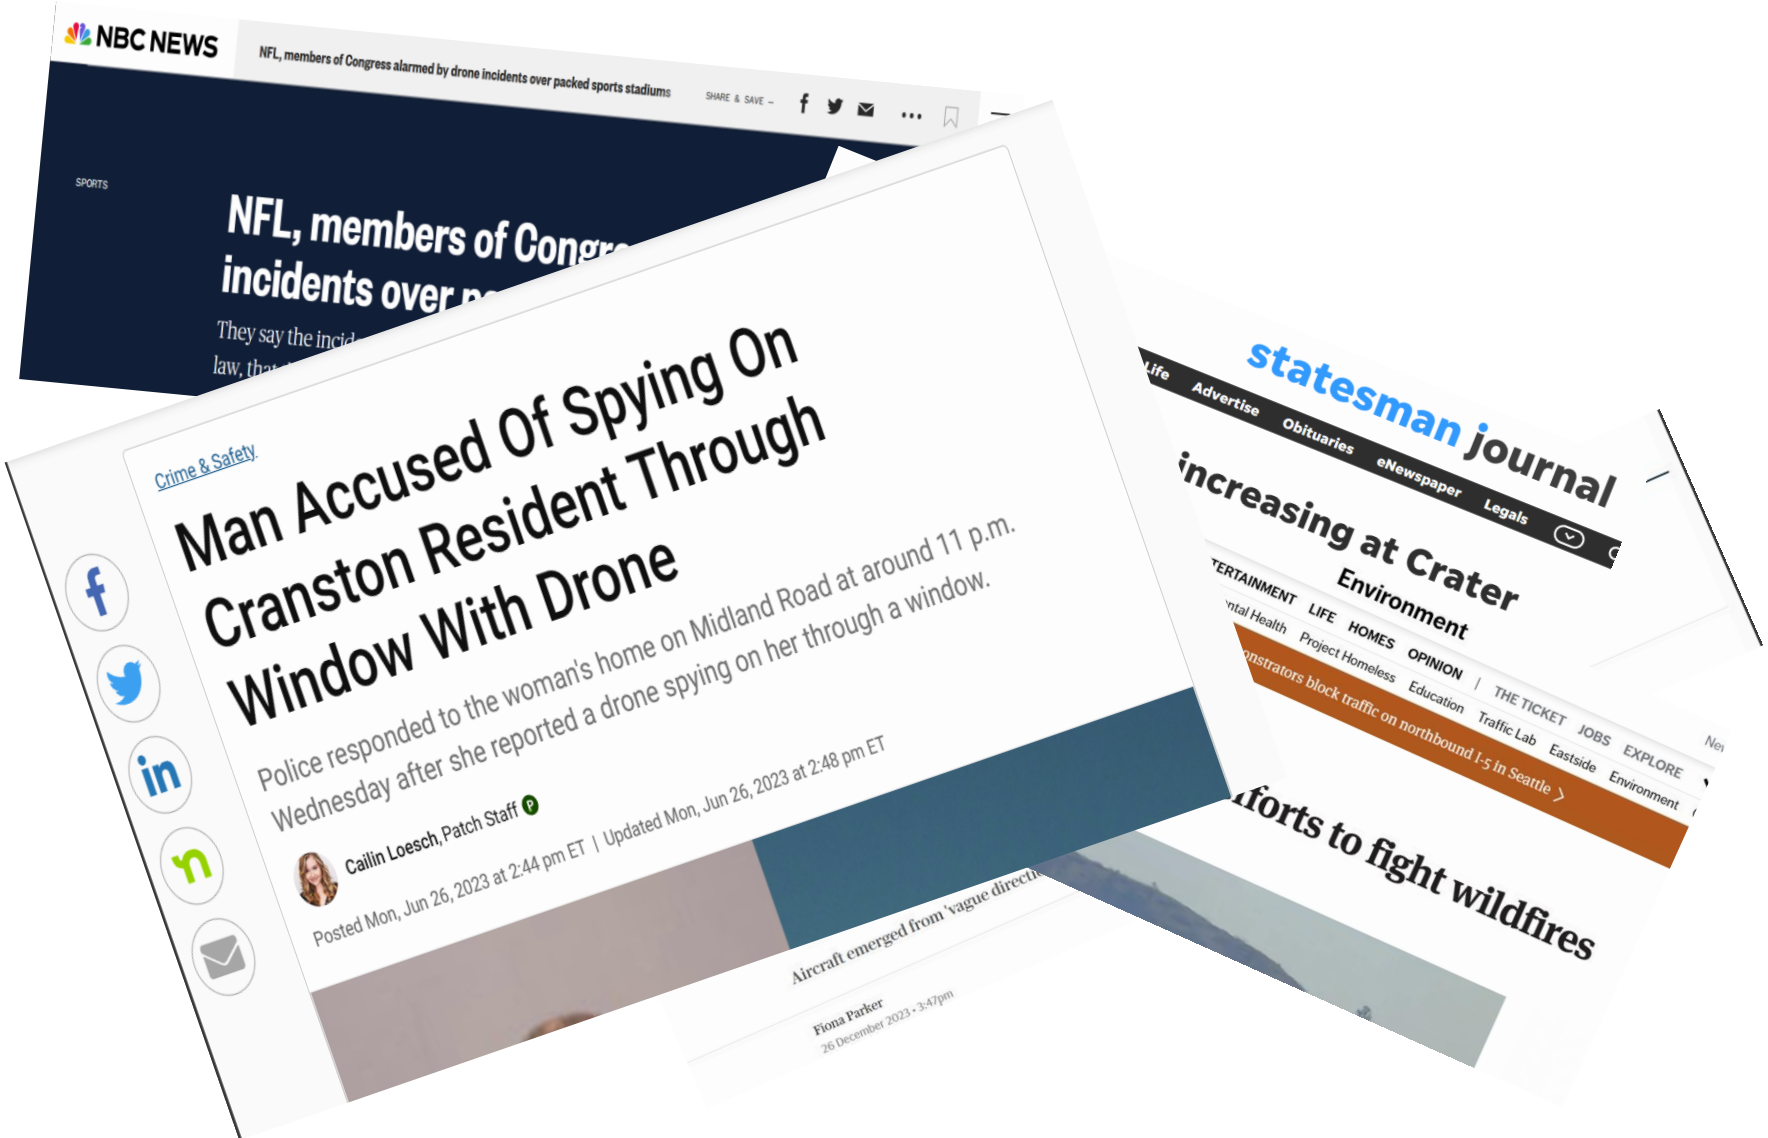 NBC NEWS
NFL, members of Congress alarmed by drone incidents over packed sports stadiums
SHARE & SAVE —
SPORTS
NFL, members of Congre
incidents over
They say the incid
law, that
Crime & Safety
Man Accused Of Spying On
Cranston Resident Through
Window With Drone
Police responded to the woman's home on Midland Road at around 11 p.m.
Wednesday after she reported a drone spying on her through a window.
Cailin Loesch, Patch Staff
Posted Mon, Jun 26, 2023 at 2:44 pm ET | Updated Mon, Jun 26, 2023 at 2:48 pm ET
statesman journal
Life Advertise Obituaries eNewspaper Legals
increasing at Crater
Environment
TERTAINMENT LIFE HOMES OPINION | THE TICKET JOBS EXPLORE
ntal Health Project Homeless Education Traffic Lab Eastside Environment
onstrators block traffic on northbound I-5 in Seattle >
fforts to fight wildfires
Aircraft emerged from 'vague directi
Fiona Parker
26 December 2023 • 3:47pm